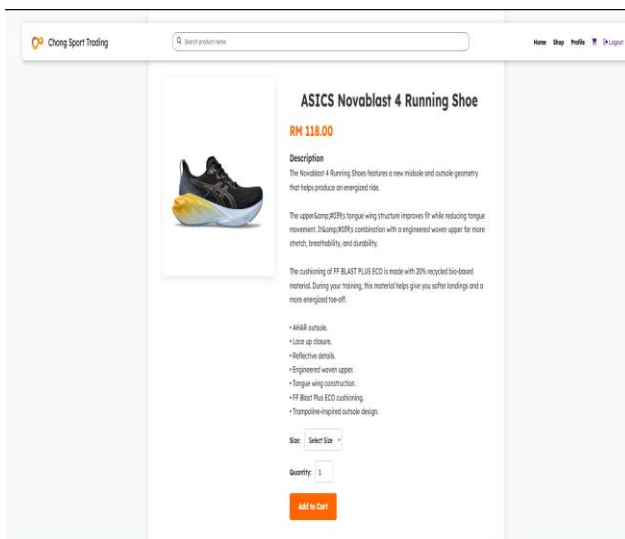 Chong Sport Trading
Search product name
Home Shop Profile Logout
ASICS Novablast 4 Running Shoe
RM 118.00
Description
The Novablast 4 Running Shoes features a new midsole and outsole geometry
that helps produce an energized ride.
The upper&amp;#039;s tongue wing structure improves fit while reducing tongue
movement. It&amp;#039;s combination with a engineered woven upper for more
stretch, breathability, and durability.
The cushioning of FF BLAST PLUS ECO is made with 20% recycled bio-based
material. During your training, this material helps give you softer landings and a
more energized toe-off.
• AHAR outsole.
• Lace up closure.
• Reflective details.
• Engineered woven upper.
• Tongue wing construction.
• FF Blast Plus ECO cushioning.
• Trampoline-inspired outsole design.
Size: Select Size
Quantity: 1
Add to Cart